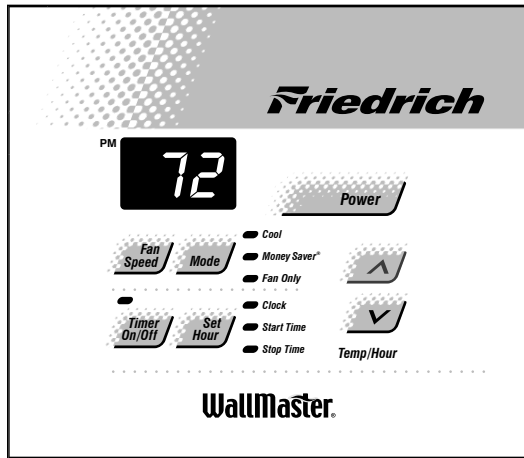 Friedrich
PM
72
Power
Fan Speed
Mode
Cool
Money Saver®
Fan Only
Timer On/Off
Set Hour
Clock
Start Time
Stop Time
Temp/Hour
WallMaster®